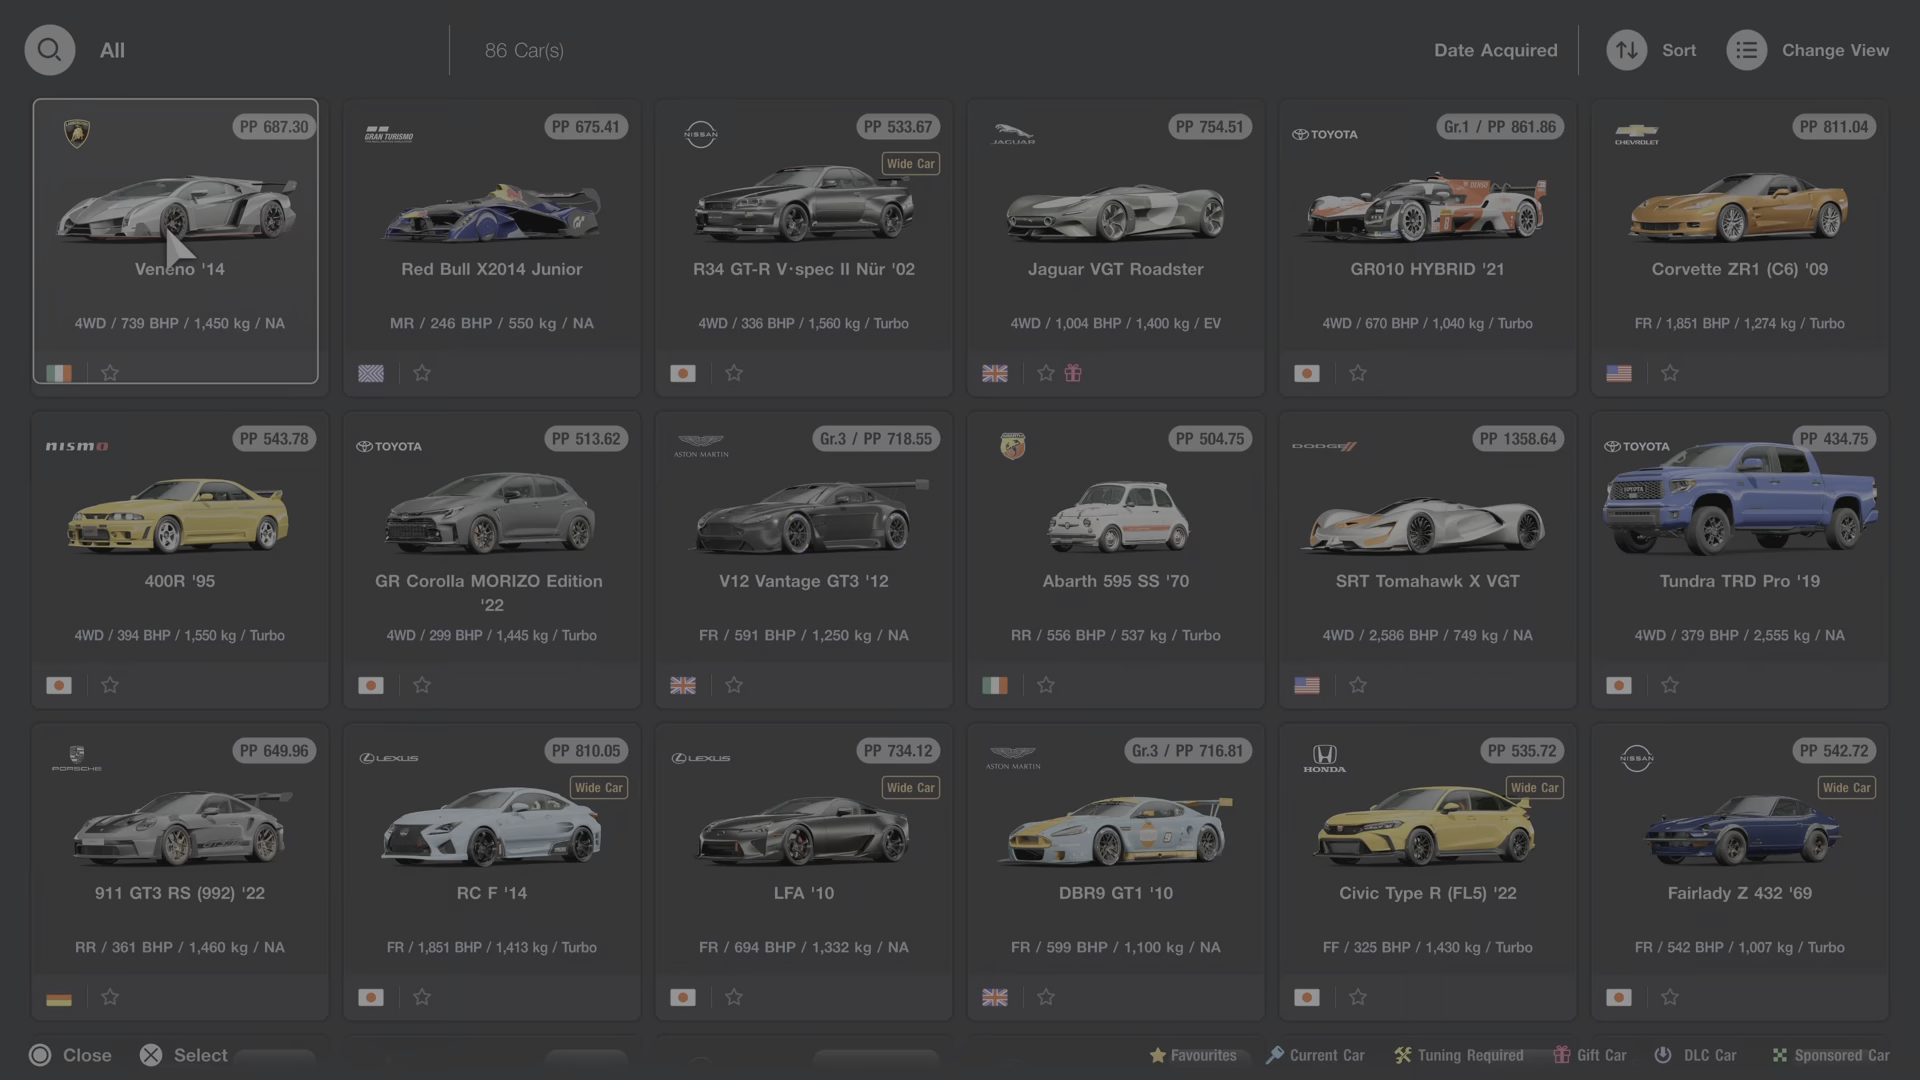 All
86 Car(s)
Date Acquired
Sort
Change View
PP 687.30
Veneno '14
4WD / 739 BHP / 1,450 kg / NA
GRAN TURISMO
PP 675.41
Red Bull X2014 Junior
MR / 246 BHP / 550 kg / NA
NISSAN
PP 533.67
Wide Car
R34 GT-R V·spec II Nür '02
4WD / 336 BHP / 1,560 kg / Turbo
JAGUAR
PP 754.51
Jaguar VGT Roadster
4WD / 1,004 BHP / 1,400 kg / EV
TOYOTA
Gr.1 / PP 861.86
GR010 HYBRID '21
4WD / 670 BHP / 1,040 kg / Turbo
CHEVROLET
PP 811.04
Corvette ZR1 (C6) '09
FR / 1,851 BHP / 1,274 kg / Turbo
nismo
PP 543.78
400R '95
4WD / 394 BHP / 1,550 kg / Turbo
TOYOTA
PP 513.62
GR Corolla MORIZO Edition
'22
4WD / 299 BHP / 1,445 kg / Turbo
ASTON MARTIN
Gr.3 / PP 718.55
V12 Vantage GT3 '12
FR / 591 BHP / 1,250 kg / NA
PP 504.75
Abarth 595 SS '70
RR / 556 BHP / 537 kg / Turbo
DODGE
PP 1358.64
SRT Tomahawk X VGT
4WD / 2,586 BHP / 749 kg / NA
TOYOTA
PP 434.75
Tundra TRD Pro '19
4WD / 379 BHP / 2,555 kg / NA
PORSCHE
PP 649.96
911 GT3 RS (992) '22
RR / 361 BHP / 1,460 kg / NA
LEXUS
PP 810.05
Wide Car
RC F '14
FR / 1,851 BHP / 1,413 kg / Turbo
LEXUS
PP 734.12
Wide Car
LFA '10
FR / 694 BHP / 1,332 kg / NA
ASTON MARTIN
Gr.3 / PP 716.81
DBR9 GT1 '10
FR / 599 BHP / 1,100 kg / NA
HONDA
PP 535.72
Wide Car
Civic Type R (FL5) '22
FF / 325 BHP / 1,430 kg / Turbo
NISSAN
PP 542.72
Wide Car
Fairlady Z 432 '69
FR / 542 BHP / 1,007 kg / Turbo
Close
Select
Favourites
Current Car
Tuning Required
Gift Car
DLC Car
Sponsored Car